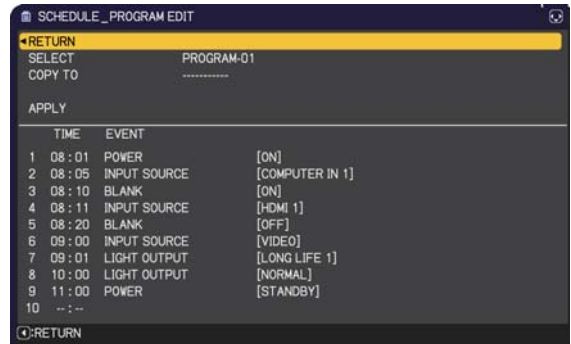 SCHEDULE_PROGRAM EDIT
◄RETURN
SELECT PROGRAM-01
COPY TO -----------
APPLY
TIME EVENT
1 08:01 POWER [ON]
2 08:05 INPUT SOURCE [COMPUTER IN 1]
3 08:10 BLANK [ON]
4 08:11 INPUT SOURCE [HDMI 1]
5 08:20 BLANK [OFF]
6 09:00 INPUT SOURCE [VIDEO]
7 09:01 LIGHT OUTPUT [LONG LIFE 1]
8 10:00 LIGHT OUTPUT [NORMAL]
9 11:00 POWER [STANDBY]
10 --:--
:RETURN